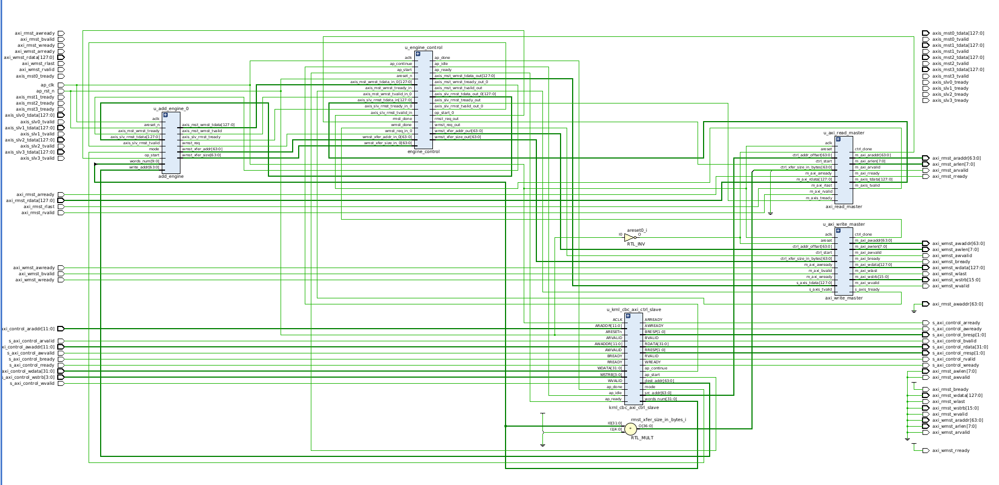 axi_rmst_awready
axi_rmst_bvalid
axi_rmst_wready
axi_wmst_arready
axi_wmst_rdata[127:0]
axi_wmst_rlast
axi_wmst_rvalid
axis_mst0_tready
ap_clk
ap_rst_n
axis_mst1_tready
axis_mst2_tready
axis_mst3_tready
axis_slv0_tdata[127:0]
axis_slv0_tvalid
axis_slv1_tdata[127:0]
axis_slv1_tvalid
axis_slv2_tdata[127:0]
axis_slv2_tvalid
axis_slv3_tdata[127:0]
axis_slv3_tvalid
axi_rmst_arready
axi_rmst_rdata[127:0]
axi_rmst_rlast
axi_rmst_rvalid
axi_wmst_awready
axi_wmst_bvalid
axi_wmst_wready
axi_control_araddr[11:0]
s_axi_control_arvalid
xi_control_awaddr[11:0]
s_axi_control_awvalid
s_axi_control_bready
s_axi_control_rready
axi_control_wdata[31:0]
s_axi_control_wstrb[3:0]
s_axi_control_wvalid
u_add_engine_0
aclk
areset_n
axis_mst_wmst_tready
axis_slv_rmst_tdata[127:0]
axis_slv_rmst_tvalid
mode
op_start
words_num[9:0]
write_addr[63:0]
axis_mst_wmst_tdata[127:0]
axis_mst_wmst_tvalid
axis_slv_rmst_tready
wmst_req
wmst_xfer_addr[63:0]
wmst_xfer_size[63:0]
add_engine
u_engine_control
aclk
ap_continue
ap_start
areset_n
axis_mst_wmst_tdata_in_0[127:0]
axis_mst_wmst_tready_in
axis_mst_wmst_tvalid_in_0
axis_slv_rmst_tdata_in[127:0]
axis_slv_rmst_tready_in_0
axis_slv_rmst_tvalid_in
rmst_done
wmst_done
wmst_req_in_0
wmst_xfer_addr_in_0[63:0]
wmst_xfer_size_in_0[63:0]
ap_done
ap_idle
ap_ready
axis_mst_wmst_tdata_out[127:0]
axis_mst_wmst_tready_out_0
axis_mst_wmst_tvalid_out
axis_slv_rmst_tdata_out_0[127:0]
axis_slv_rmst_tready_out
axis_slv_rmst_tvalid_out_0
op_start_0
rmst_req_out
wmst_req_out
wmst_xfer_addr_out[63:0]
wmst_xfer_size_out[63:0]
engine_control
areset0_i
I0
O
RTL_INV
u_krnl_cbc_axi_ctrl_slave
ACLK
ARADDR[11:0]
ARESETn
ARVALID
AWADDR[11:0]
AWVALID
BREADY
RREADY
WDATA[31:0]
WSTRB[3:0]
WVALID
ap_done
ap_idle
ap_ready
ARREADY
AWREADY
BRESP[1:0]
BVALID
RDATA[31:0]
RRESP[1:0]
RVALID
WREADY
ap_continue
ap_start
dest_addr[63:0]
mode
src_addr[63:0]
words_num[31:0]
krnl_cbc_axi_ctrl_slave
rmst_xfer_size_in_bytes_i
I0[31:0]
I1[4:0]
*
O[36:0]
RTL_MULT
u_axi_read_master
aclk
areset
ctrl_addr_offset[63:0]
ctrl_start
ctrl_xfer_size_in_bytes[63:0]
m_axi_arready
m_axi_rdata[127:0]
m_axi_rlast
m_axi_rvalid
m_axis_tready
ctrl_done
m_axi_araddr[63:0]
m_axi_arlen[7:0]
m_axi_arvalid
m_axi_rready
m_axis_tdata[127:0]
m_axis_tvalid
axi_read_master
u_axi_write_master
aclk
areset
ctrl_addr_offset[63:0]
ctrl_start
ctrl_xfer_size_in_bytes[63:0]
m_axi_awready
m_axi_bvalid
m_axi_wready
s_axis_tdata[127:0]
s_axis_tvalid
ctrl_done
m_axi_awaddr[63:0]
m_axi_awlen[7:0]
m_axi_awvalid
m_axi_bready
m_axi_wdata[127:0]
m_axi_wlast
m_axi_wstrb[15:0]
m_axi_wvalid
s_axis_tready
axi_write_master
axis_mst0_tdata[127:0]
axis_mst0_tvalid
axis_mst1_tdata[127:0]
axis_mst1_tvalid
axis_mst2_tdata[127:0]
axis_mst2_tvalid
axis_mst3_tdata[127:0]
axis_mst3_tvalid
axis_slv0_tready
axis_slv1_tready
axis_slv2_tready
axis_slv3_tready
axi_rmst_araddr[63:0]
axi_rmst_arlen[7:0]
axi_rmst_arvalid
axi_rmst_rready
axi_wmst_awaddr[63:0]
axi_wmst_awlen[7:0]
axi_wmst_awvalid
axi_wmst_bready
axi_wmst_wdata[127:0]
axi_wmst_wlast
axi_wmst_wstrb[15:0]
axi_wmst_wvalid
axi_rmst_awaddr[63:0]
s_axi_control_arready
s_axi_control_awready
s_axi_control_bresp[1:0]
s_axi_control_bvalid
s_axi_control_rdata[31:0]
s_axi_control_rresp[1:0]
s_axi_control_rvalid
s_axi_control_wready
axi_rmst_awlen[7:0]
axi_rmst_awvalid
axi_rmst_bready
axi_rmst_wdata[127:0]
axi_rmst_wlast
axi_rmst_wstrb[15:0]
axi_rmst_wvalid
axi_wmst_araddr[63:0]
axi_wmst_arlen[7:0]
axi_wmst_arvalid
axi_wmst_rready